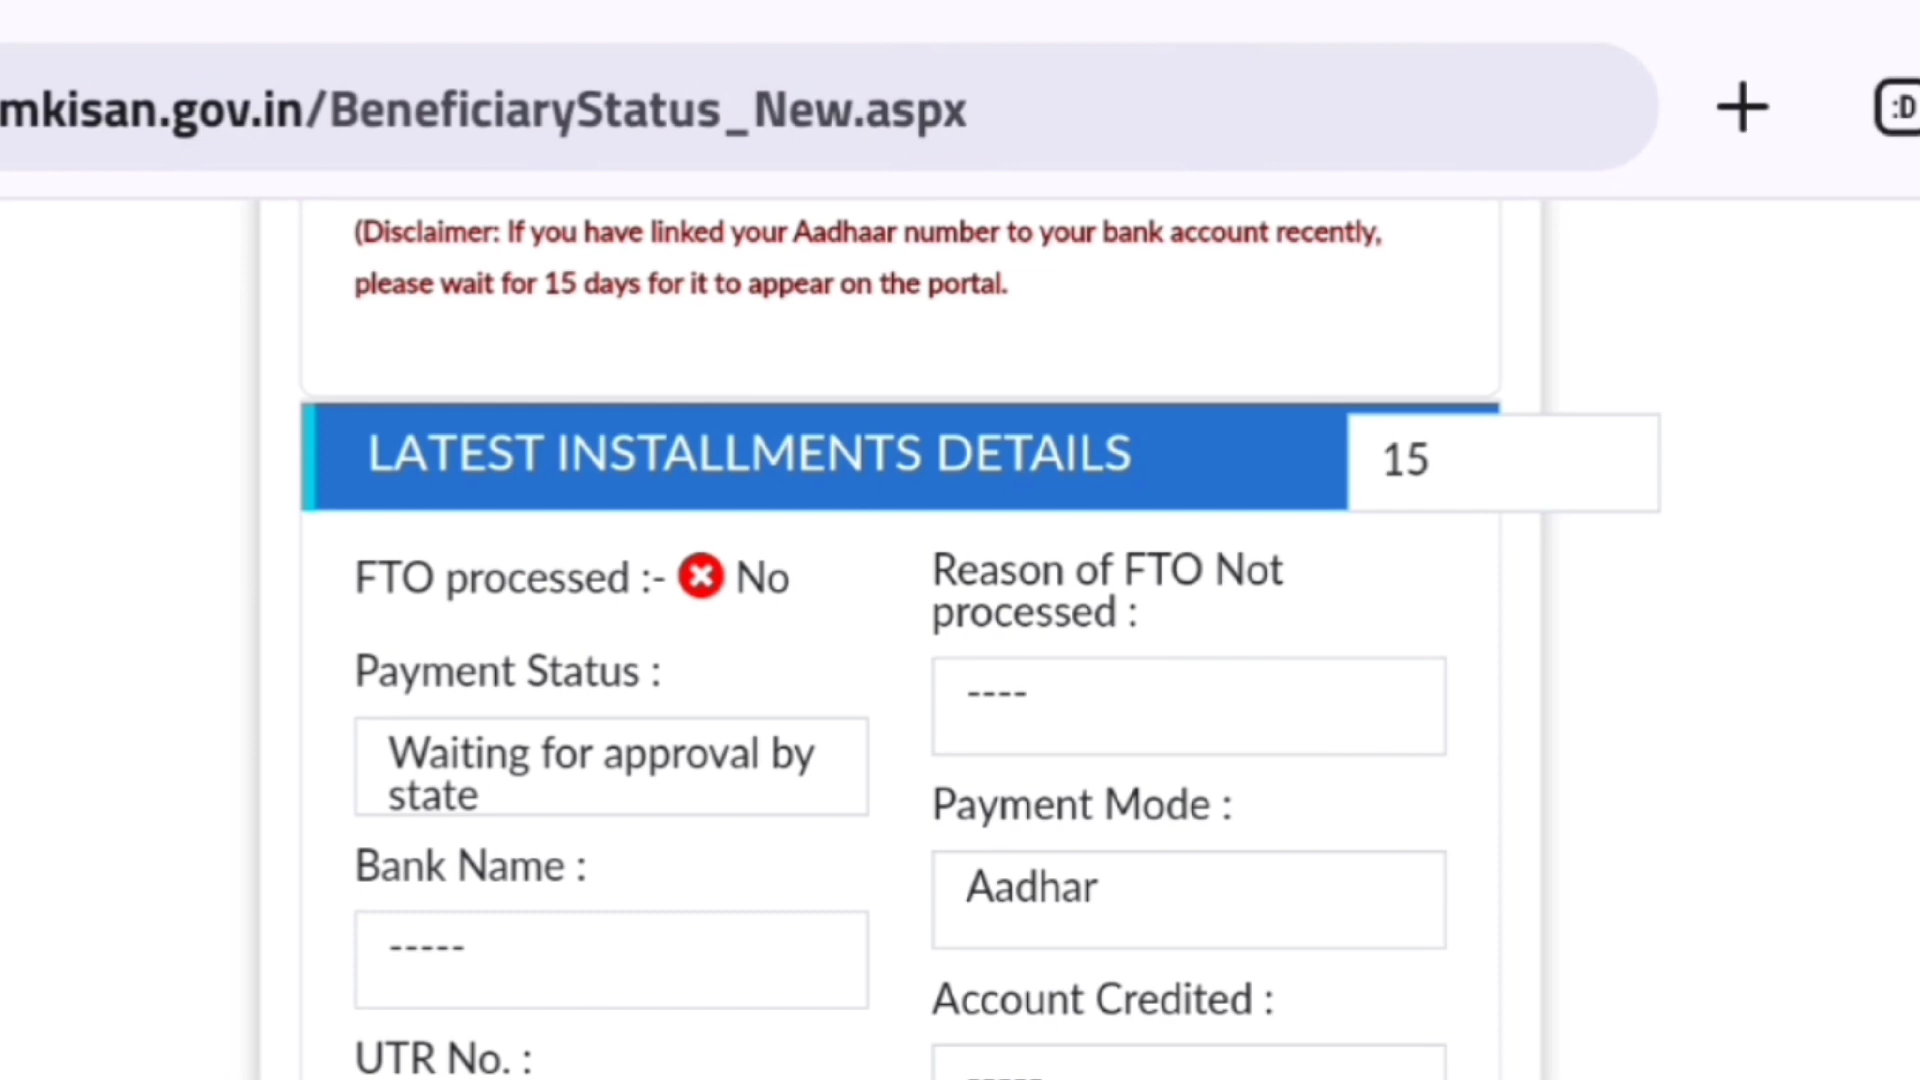 mkisan.gov.in/BeneficiaryStatus_New.aspx
:D
(Disclaimer: If you have linked your Aadhaar number to your bank account recently,
please wait for 15 days for it to appear on the portal.
LATEST INSTALLMENTS DETAILS
15
FTO processed :- No
Reason of FTO Not
processed :
----
Payment Status :
Waiting for approval by
state
Payment Mode :
Aadhar
Bank Name :
-----
Account Credited :
-----
UTR No. :